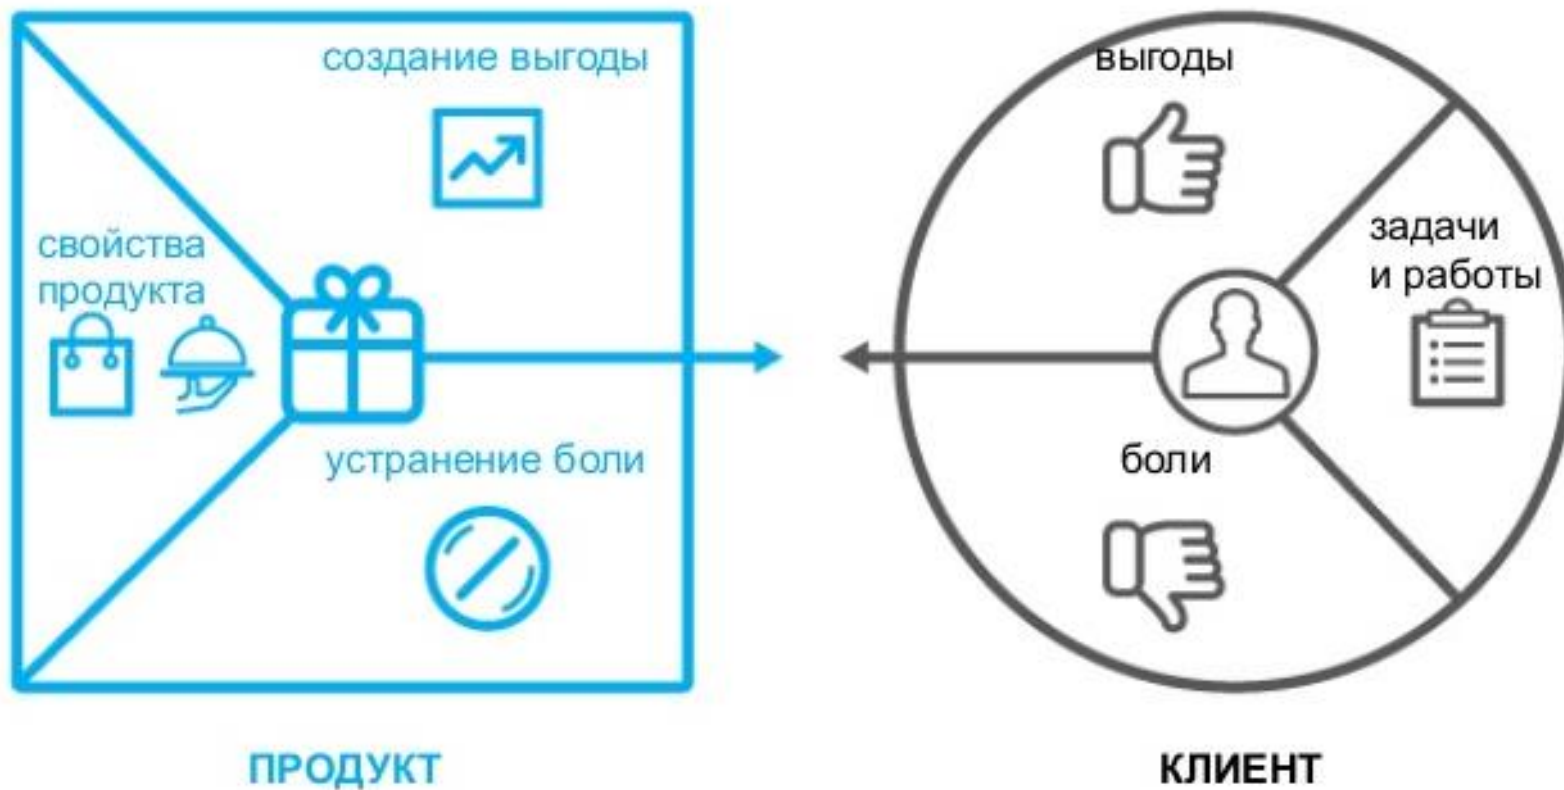 создание выгоды
свойства
продукта
устранение боли
ПРОДУКТ
выгоды
задачи
и работы
боли
КЛИЕНТ